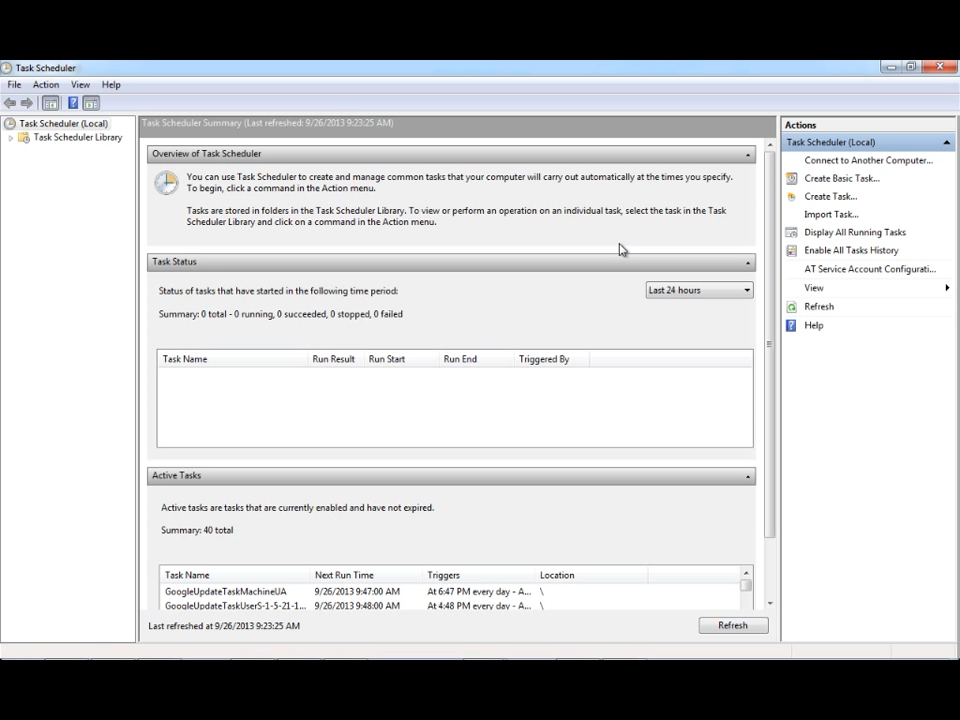 Task Scheduler
File Action View Help
Task Scheduler (Local)
Task Scheduler Library
Task Scheduler Summary (Last refreshed: 9/26/2013 9:23:25 AM)
Overview of Task Scheduler
You can use Task Scheduler to create and manage common tasks that your computer will carry out automatically at the times you specify.
To begin, click a command in the Action menu.
Tasks are stored in folders in the Task Scheduler Library. To view or perform an operation on an individual task, select the task in the Task
Scheduler Library and click on a command in the Action menu.
Task Status
Status of tasks that have started in the following time period:
Last 24 hours
Summary: 0 total - 0 running, 0 succeeded, 0 stopped, 0 failed
Task Name Run Result Run Start Run End Triggered By
Active Tasks
Active tasks are tasks that are currently enabled and have not expired.
Summary: 40 total
Task Name Next Run Time Triggers Location
GoogleUpdateTaskMachineUA 9/26/2013 9:47:00 AM At 6:47 PM every day - A... \
GoogleUpdateTaskUserS-1-5-21-1... 9/26/2013 9:48:00 AM At 4:48 PM every day - A... \
Last refreshed at 9/26/2013 9:23:25 AM
Refresh
Actions
Task Scheduler (Local)
Connect to Another Computer...
Create Basic Task...
Create Task...
Import Task...
Display All Running Tasks
Enable All Tasks History
AT Service Account Configurati...
View
Refresh
Help